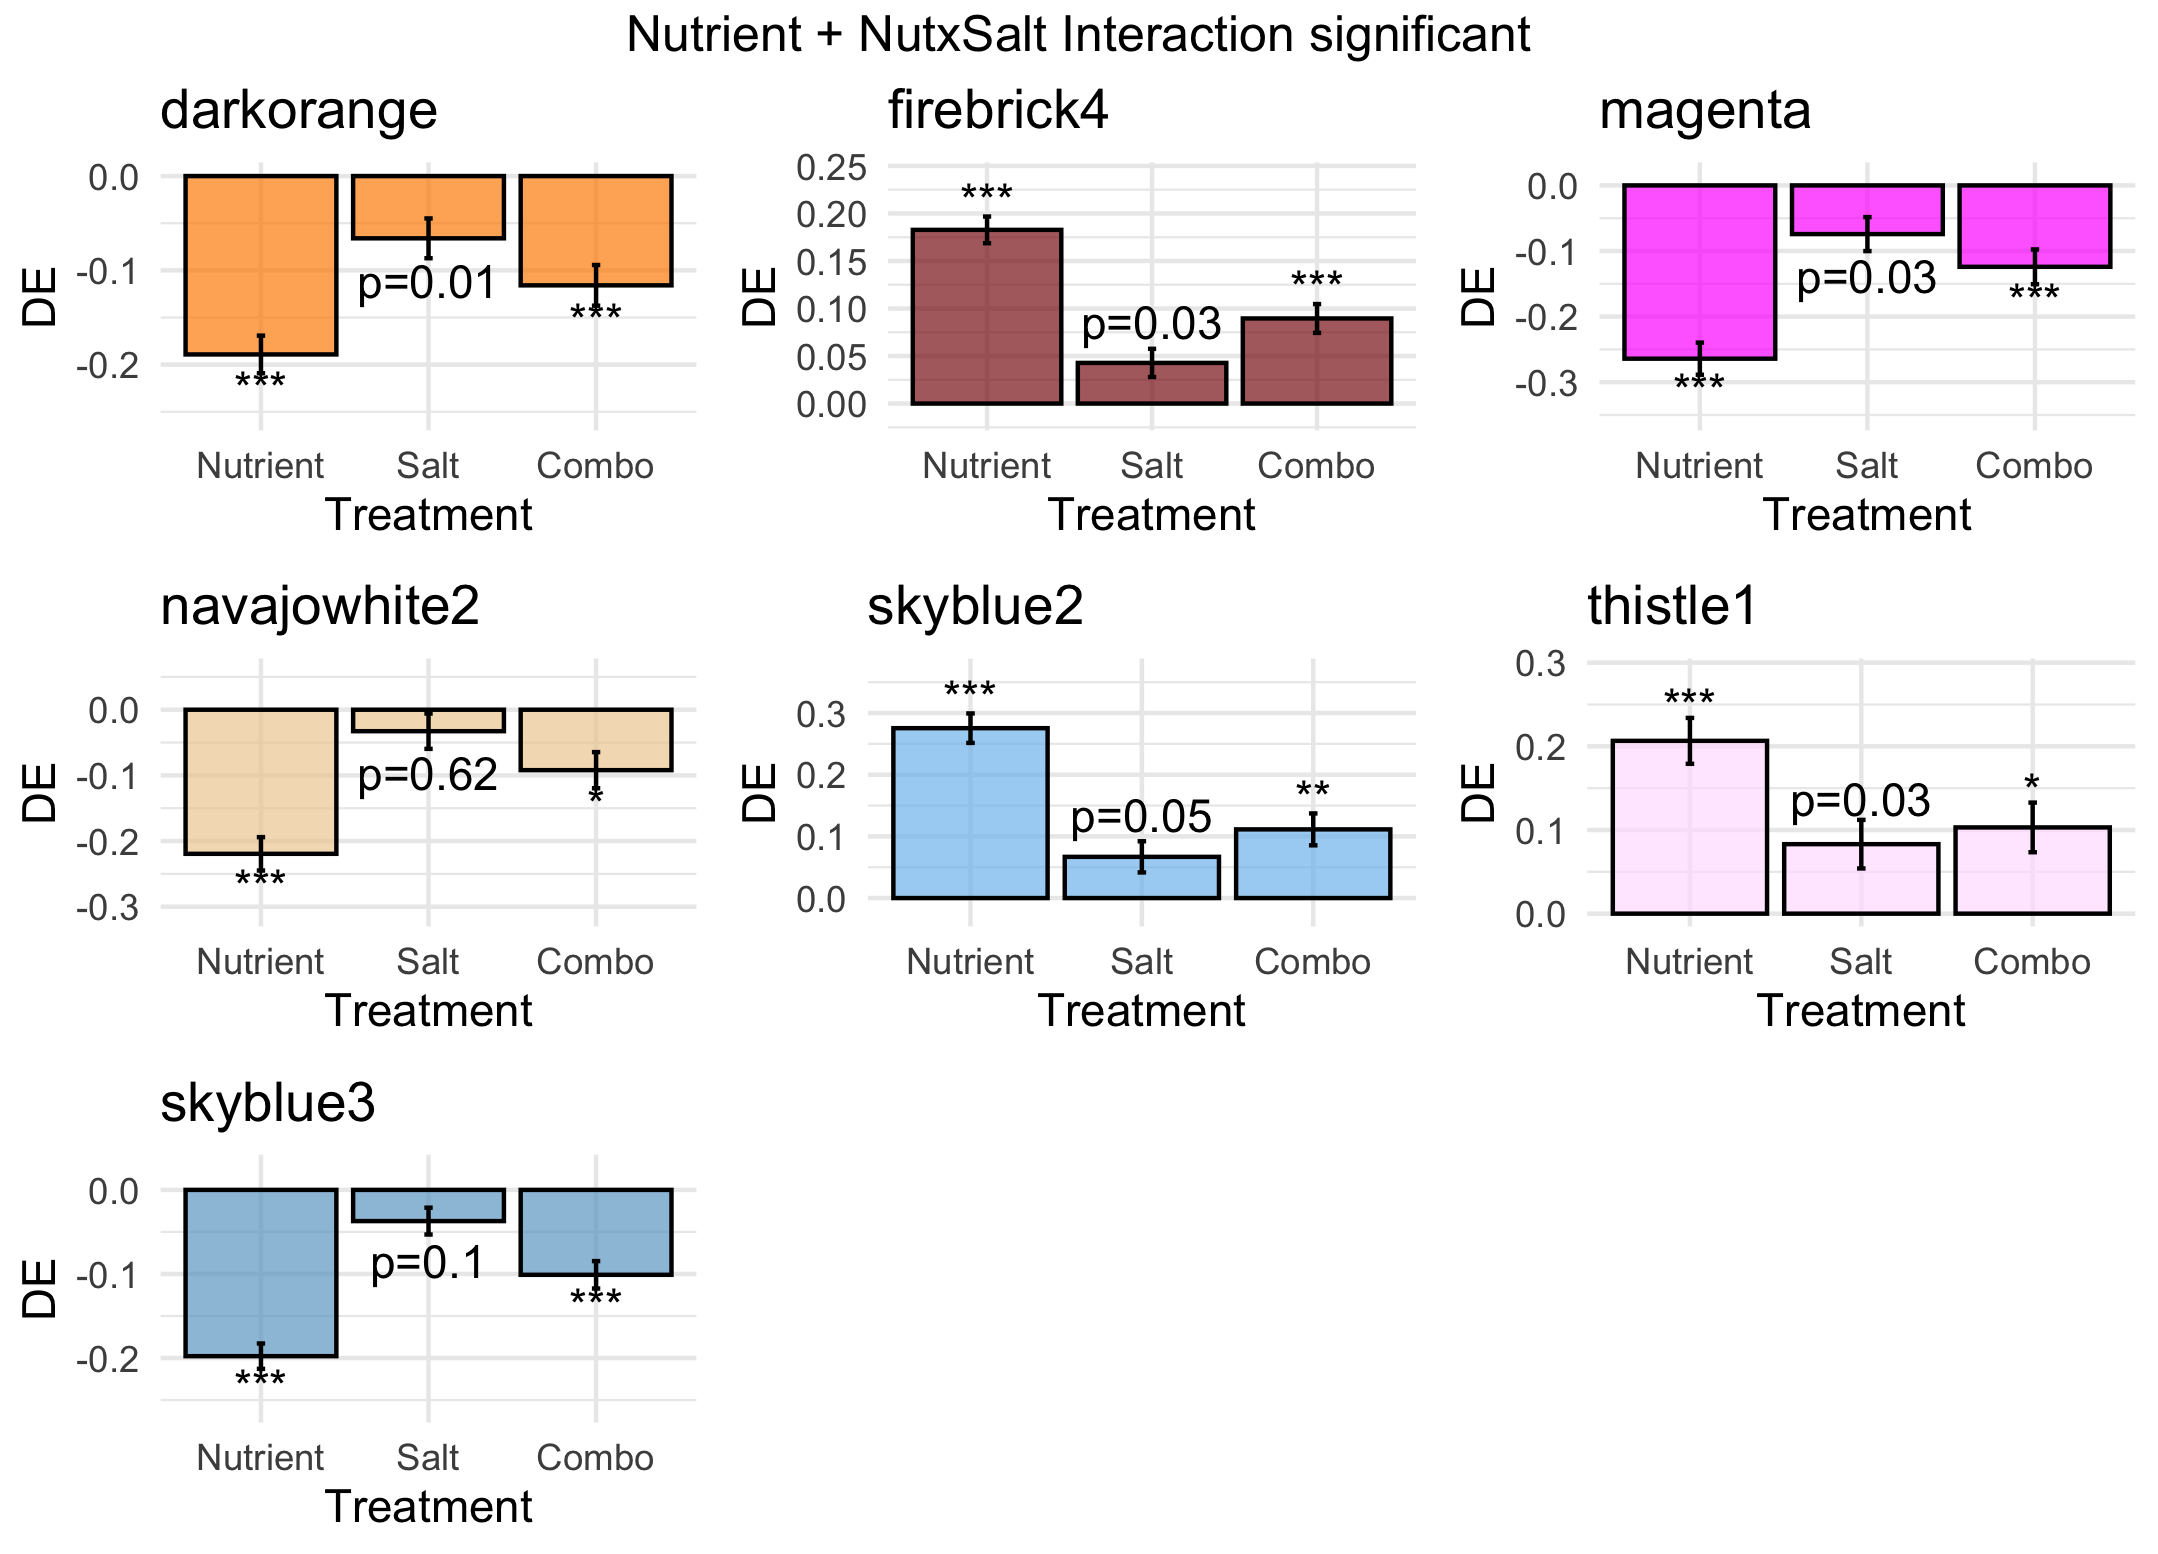 Nutrient + NutxSalt Interaction significant
darkorange
DE
0.0
-0.1
-0.2
***
p=0.01
***
Nutrient Salt Combo
Treatment
firebrick4
DE
0.25
0.20
0.15
0.10
0.05
0.00
***
p=0.03
***
Nutrient Salt Combo
Treatment
magenta
DE
0.0
-0.1
-0.2
-0.3
***
p=0.03
***
Nutrient Salt Combo
Treatment
navajowhite2
DE
0.0
-0.1
-0.2
-0.3
***
p=0.62
*
Nutrient Salt Combo
Treatment
skyblue2
DE
0.3
0.2
0.1
0.0
***
p=0.05
**
Nutrient Salt Combo
Treatment
thistle1
DE
0.3
0.2
0.1
0.0
***
p=0.03
*
Nutrient Salt Combo
Treatment
skyblue3
DE
0.0
-0.1
-0.2
***
p=0.1
***
Nutrient Salt Combo
Treatment